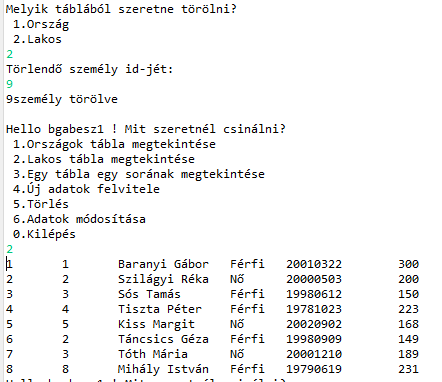 Melyik táblából szeretne törölni?
1.Ország
2.Lakos
2
Törlendő személy id-jét:
9
9személy törölve
Hello bgabesz1 ! Mit szeretnél csinálni?
1.Országok tábla megtekintése
2.Lakos tábla megtekintése
3.Egy tábla egy sorának megtekintése
4.Új adatok felvitele
5.Törlés
6.Adatok módosítása
0.Kilépés
2
1 1 Baranyi Gábor Férfi 20010322 300
2 2 Szilágyi Réka Nő 20000503 200
3 3 Sós Tamás Férfi 19980612 150
4 4 Tiszta Péter Férfi 19781023 223
5 5 Kiss Margit Nő 20020902 168
6 2 Táncsics Géza Férfi 19980909 149
7 3 Tóth Mária Nő 20001210 189
8 8 Mihály István Férfi 19790619 231
Hello bgabesz1 ! Mit szeretnél csinálni?